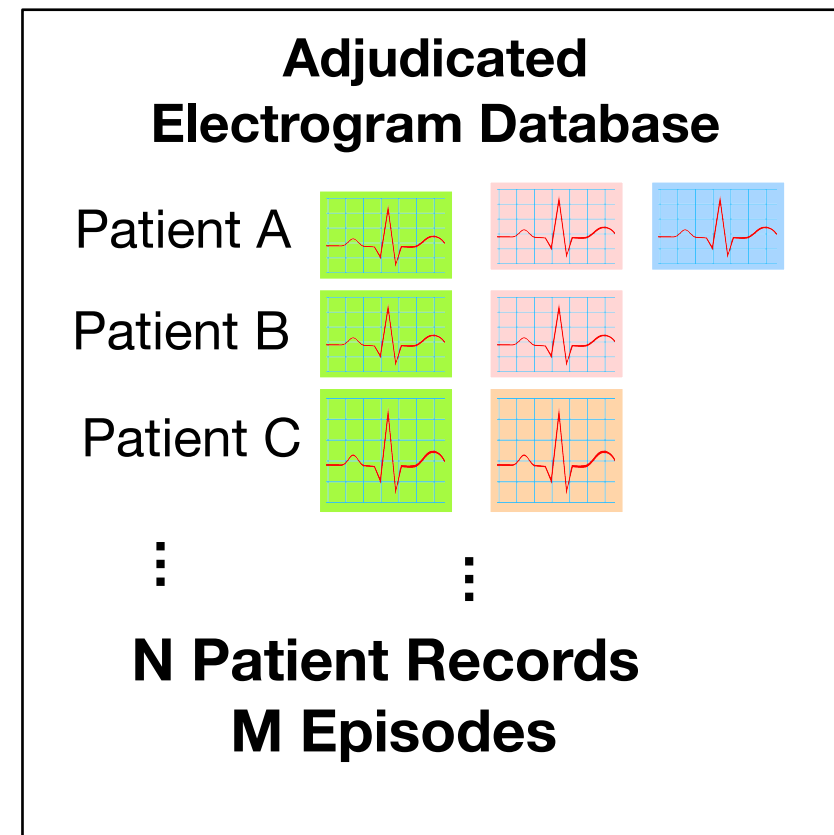 Adjudicated
Electrogram Database
Patient A
Patient B
Patient C
⋮ ⋮
N Patient Records
M Episodes